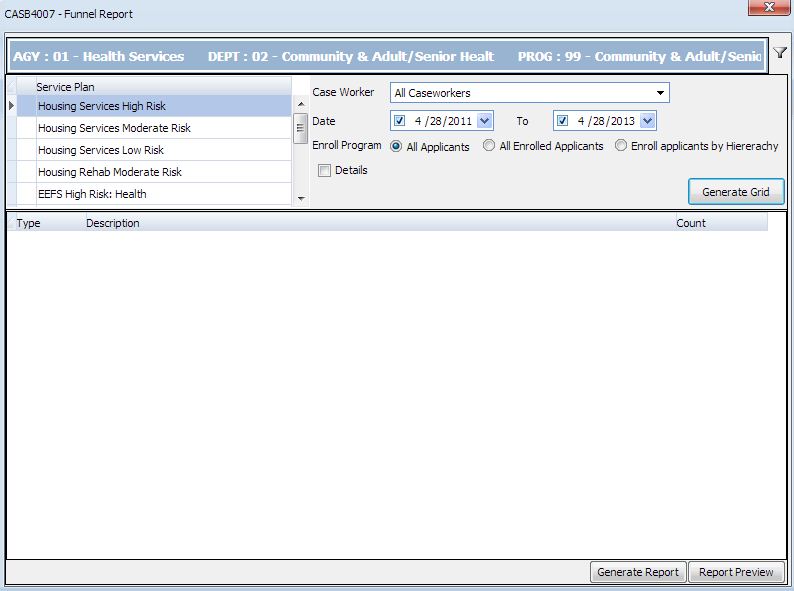 CASB4007 - Funnel Report
AGY : 01 - Health Services DEPT : 02 - Community & Adult/Senior Healt PROG : 99 - Community & Adult/Senic
Service Plan
Housing Services High Risk
Housing Services Moderate Risk
Housing Services Low Risk
Housing Rehab Moderate Risk
EEFS High Risk: Health
Case Worker All Caseworkers
Date 4 /28/2011 To 4 /28/2013
Enroll Program All Applicants All Enrolled Applicants Enroll applicants by Hiererachy
Details
Generate Grid
Type Description Count
Generate Report Report Preview